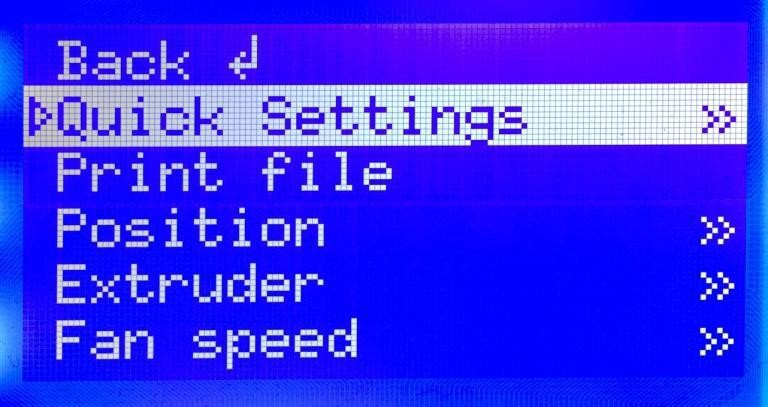 Back ↲
▷Quick Settings »
Print file
Position »
Extruder »
Fan speed »